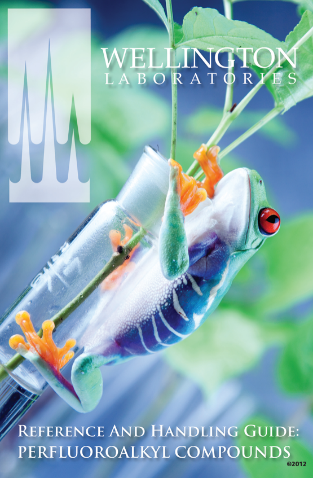 WELLINGTON
LABORATORIES
REFERENCE AND HANDLING GUIDE:
PERFLUOROALKYL COMPOUNDS
©2012